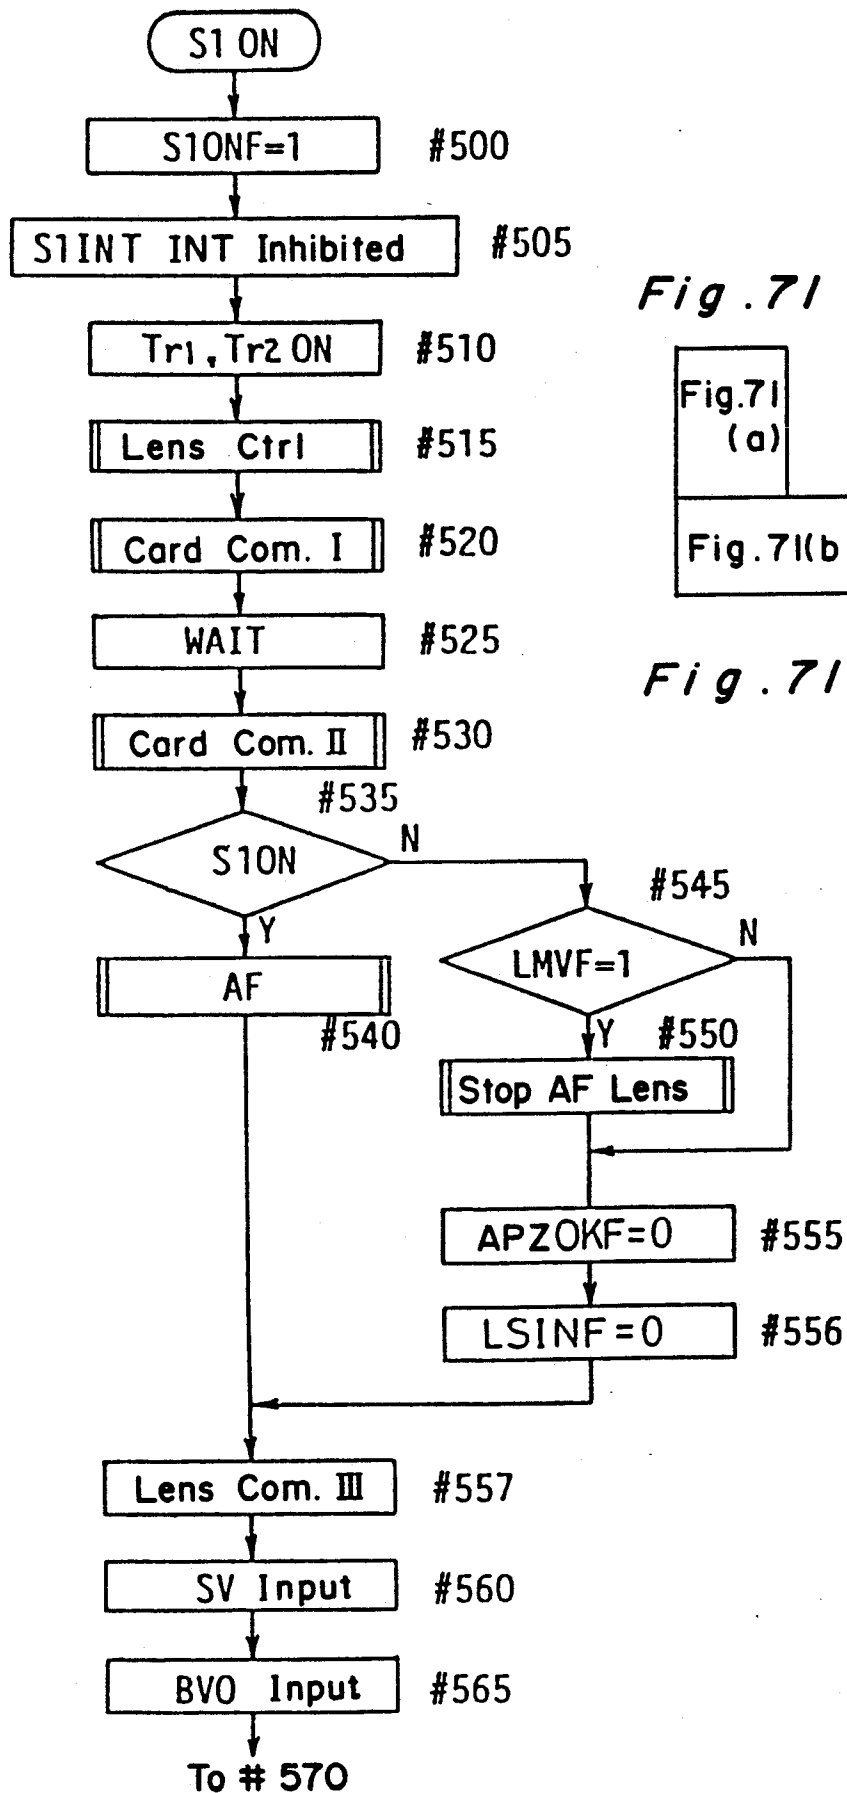 S1 ON
S1ONF=1 #500
S1INT INT Inhibited #505
Fig.71
Tr1, Tr2 ON #510
Fig.71
(a)
Lens Ctrl #515
Card Com. I #520
Fig.71(b
WAIT #525
Fig.71
Card Com. II #530
#535
S1ON
N
Y
#545
LMVF=1
N
Y
AF
#540
#550
Stop AF Lens
APZOKF=0 #555
LSINF=0 #556
Lens Com. III #557
SV Input #560
BVO Input #565
To # 570